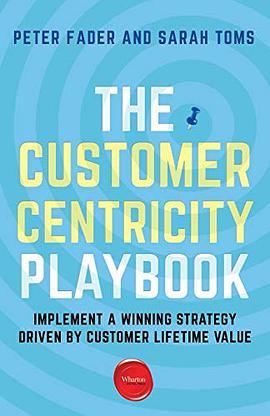 PETER FADER AND SARAH TOMS
THE
CUSTOMER
CENTRICITY
PLAYBOOK
IMPLEMENT A WINNING STRATEGY
DRIVEN BY CUSTOMER LIFETIME VALUE
Wharton